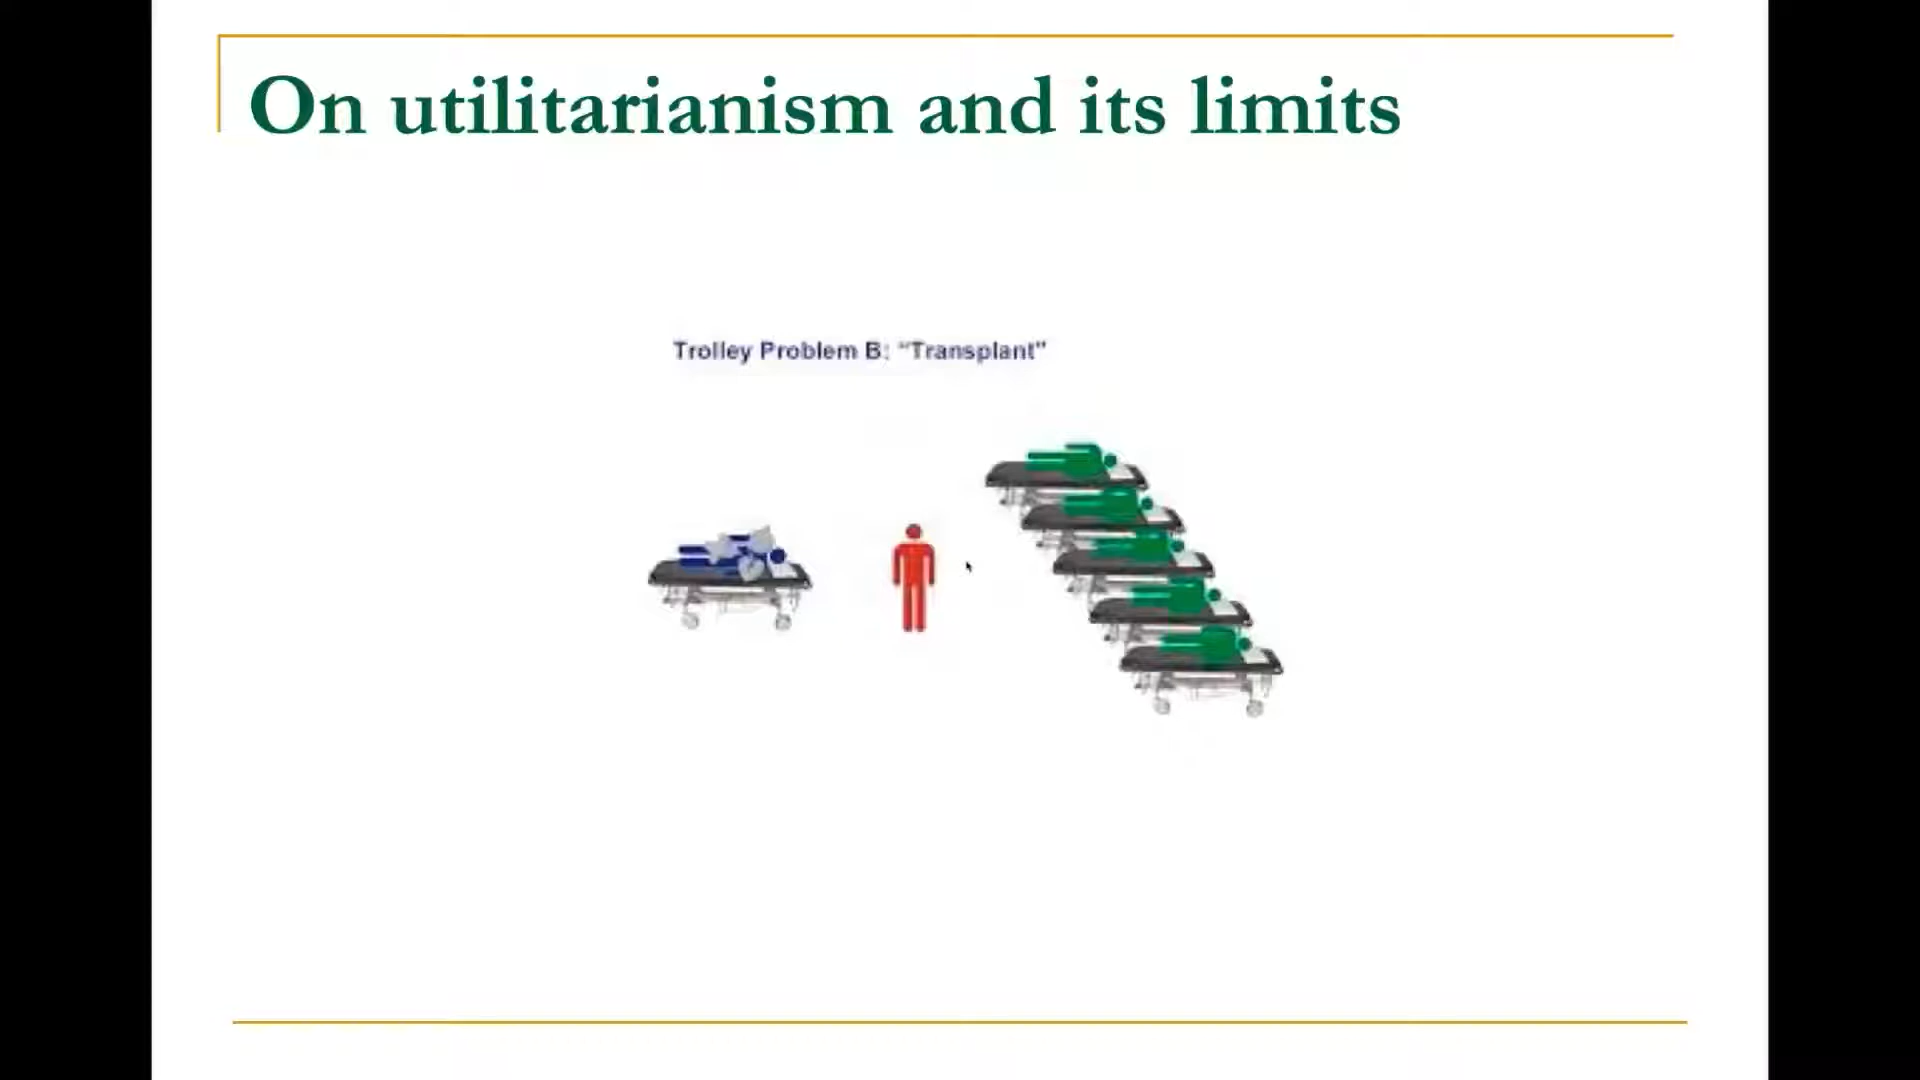 On utilitarianism and its limits
Trolley Problem B: “Transplant”